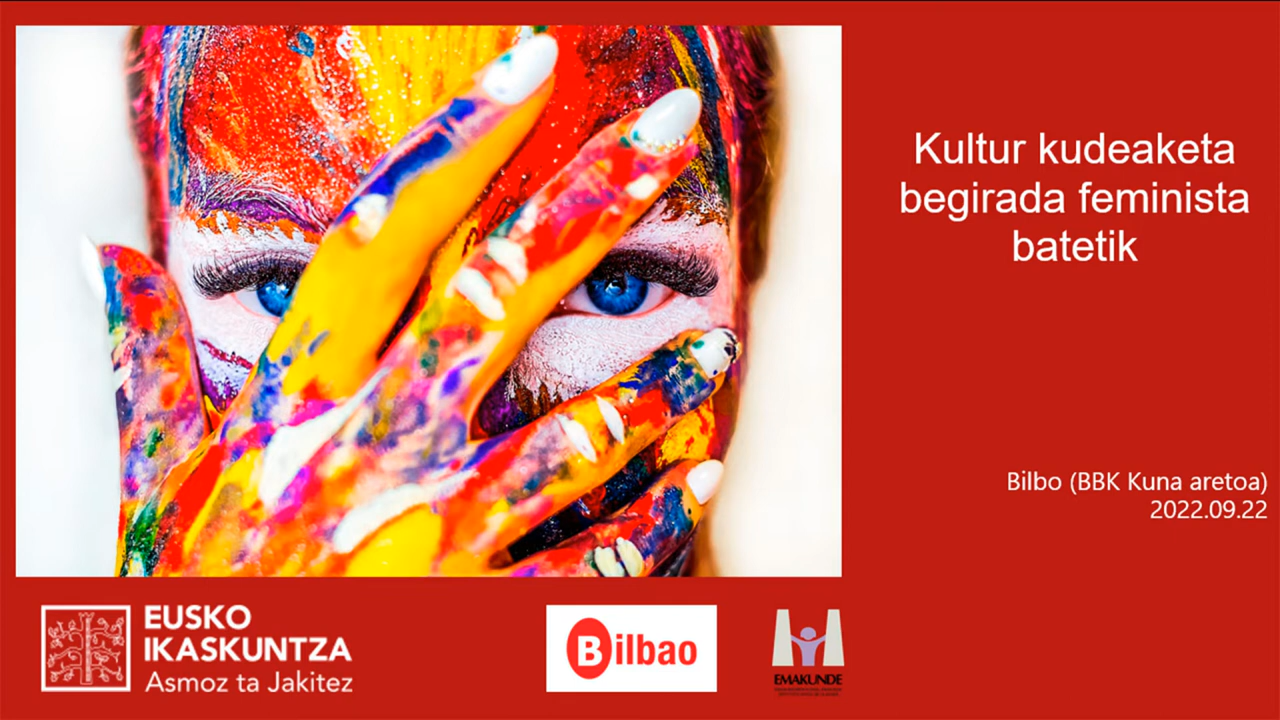 Kultur kudeaketa
begirada feminista
batetik
Bilbo (BBK Kuna aretoa)
2022.09.22
EUSKO
IKASKUNTZA
Asmoz ta Jakitez
Bilbao
EMAKUNDE